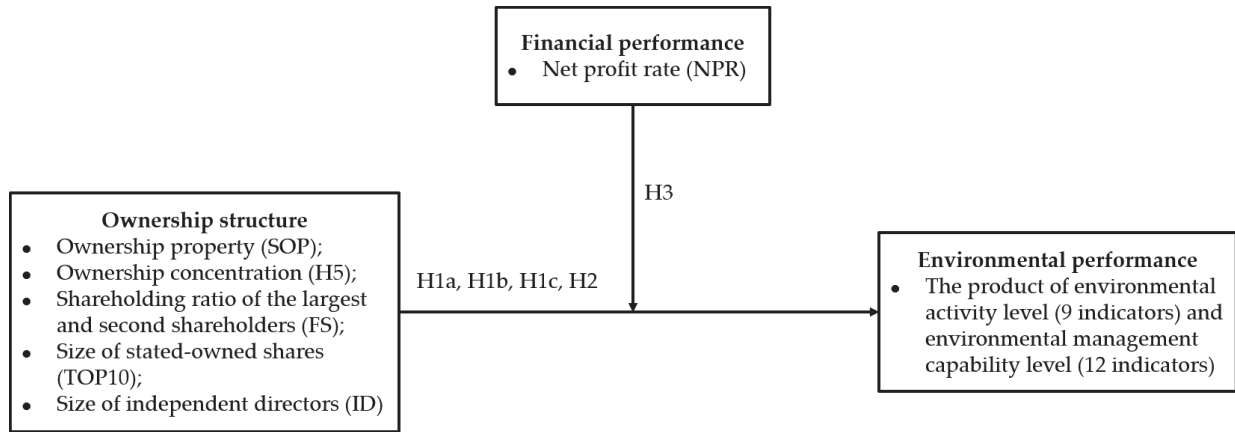 Financial performance
• Net profit rate (NPR)
H3
Ownership structure
• Ownership property (SOP);
• Ownership concentration (H5);
• Shareholding ratio of the largest
and second shareholders (FS);
• Size of stated-owned shares
(TOP10);
• Size of independent directors (ID)
H1a, H1b, H1c, H2
Environmental performance
• The product of environmental
activity level (9 indicators) and
environmental management
capability level (12 indicators)